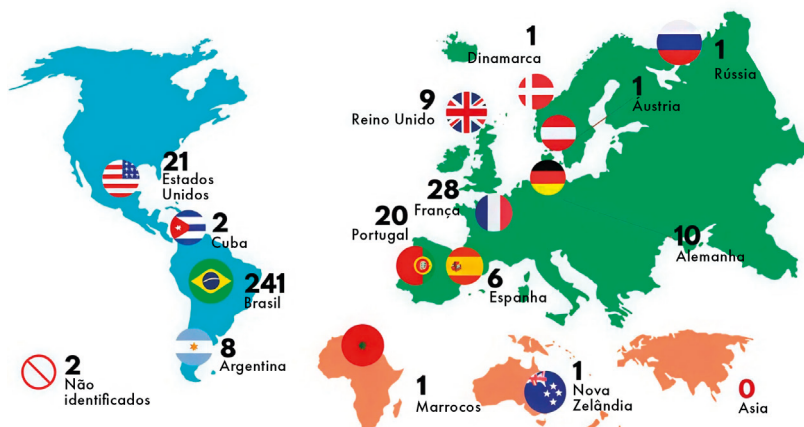 1
Dinamarca
1
Rússia
1
Áustria
9
Reino Unido
21
Estados
Unidos
28
França
20
Portugal
2
Cuba
10
Alemanha
241
Brasil
6
Espanha
8
Argentina
2
Não
identificados
1
Marrocos
1
Nova
Zelândia
0
Asia